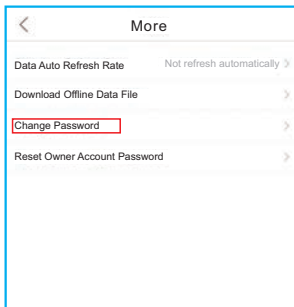 More
Data Auto Refresh Rate Not refresh automatically
Download Offline Data File
Change Password
Reset Owner Account Password